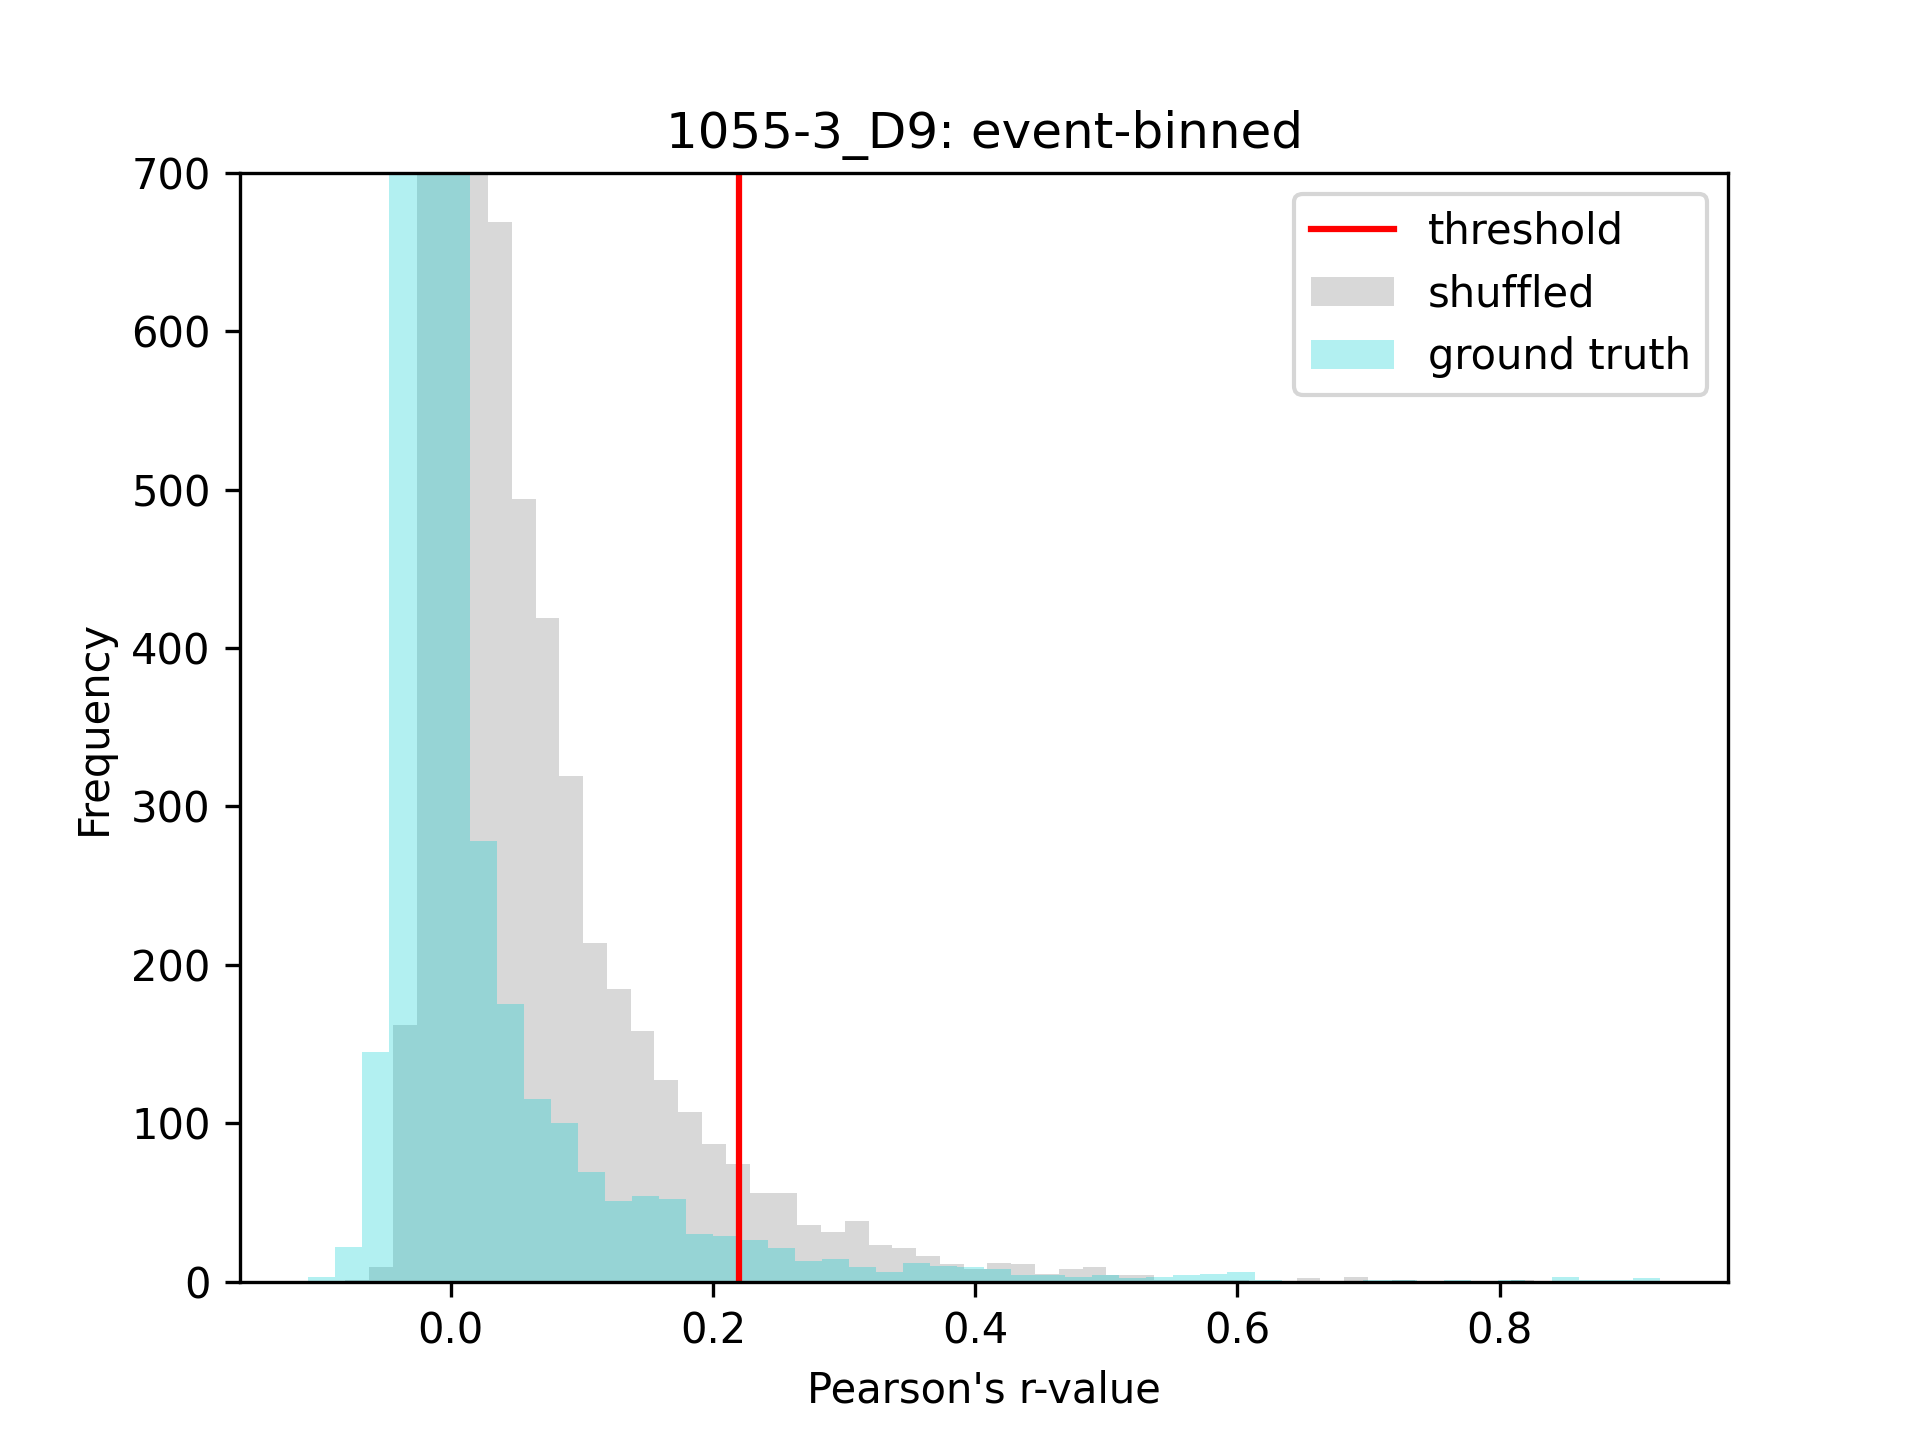 1055-3_D9: event-binned
700
600
500
400
300
200
100
0
Frequency
threshold
shuffled
ground truth
0.0 0.2 0.4 0.6 0.8
Pearson's r-value